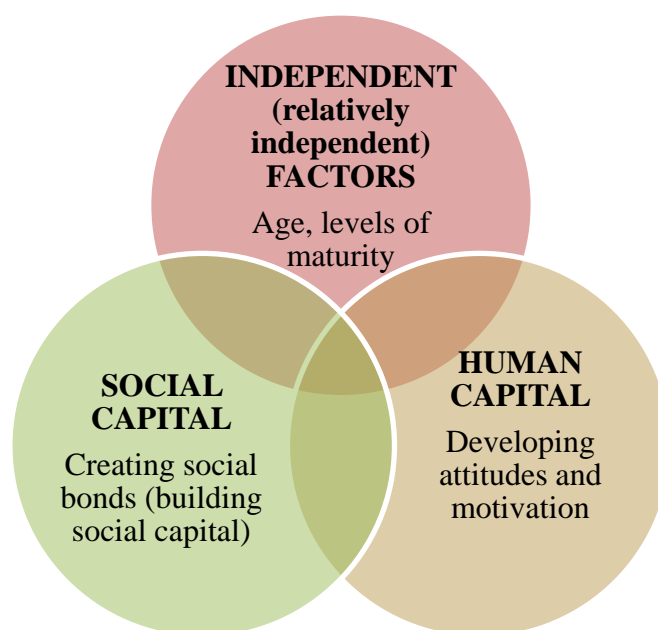 INDEPENDENT
(relatively
independent)
FACTORS
Age, levels of
maturity
SOCIAL
CAPITAL
Creating social
bonds (building
social capital)
HUMAN
CAPITAL
Developing
attitudes and
motivation